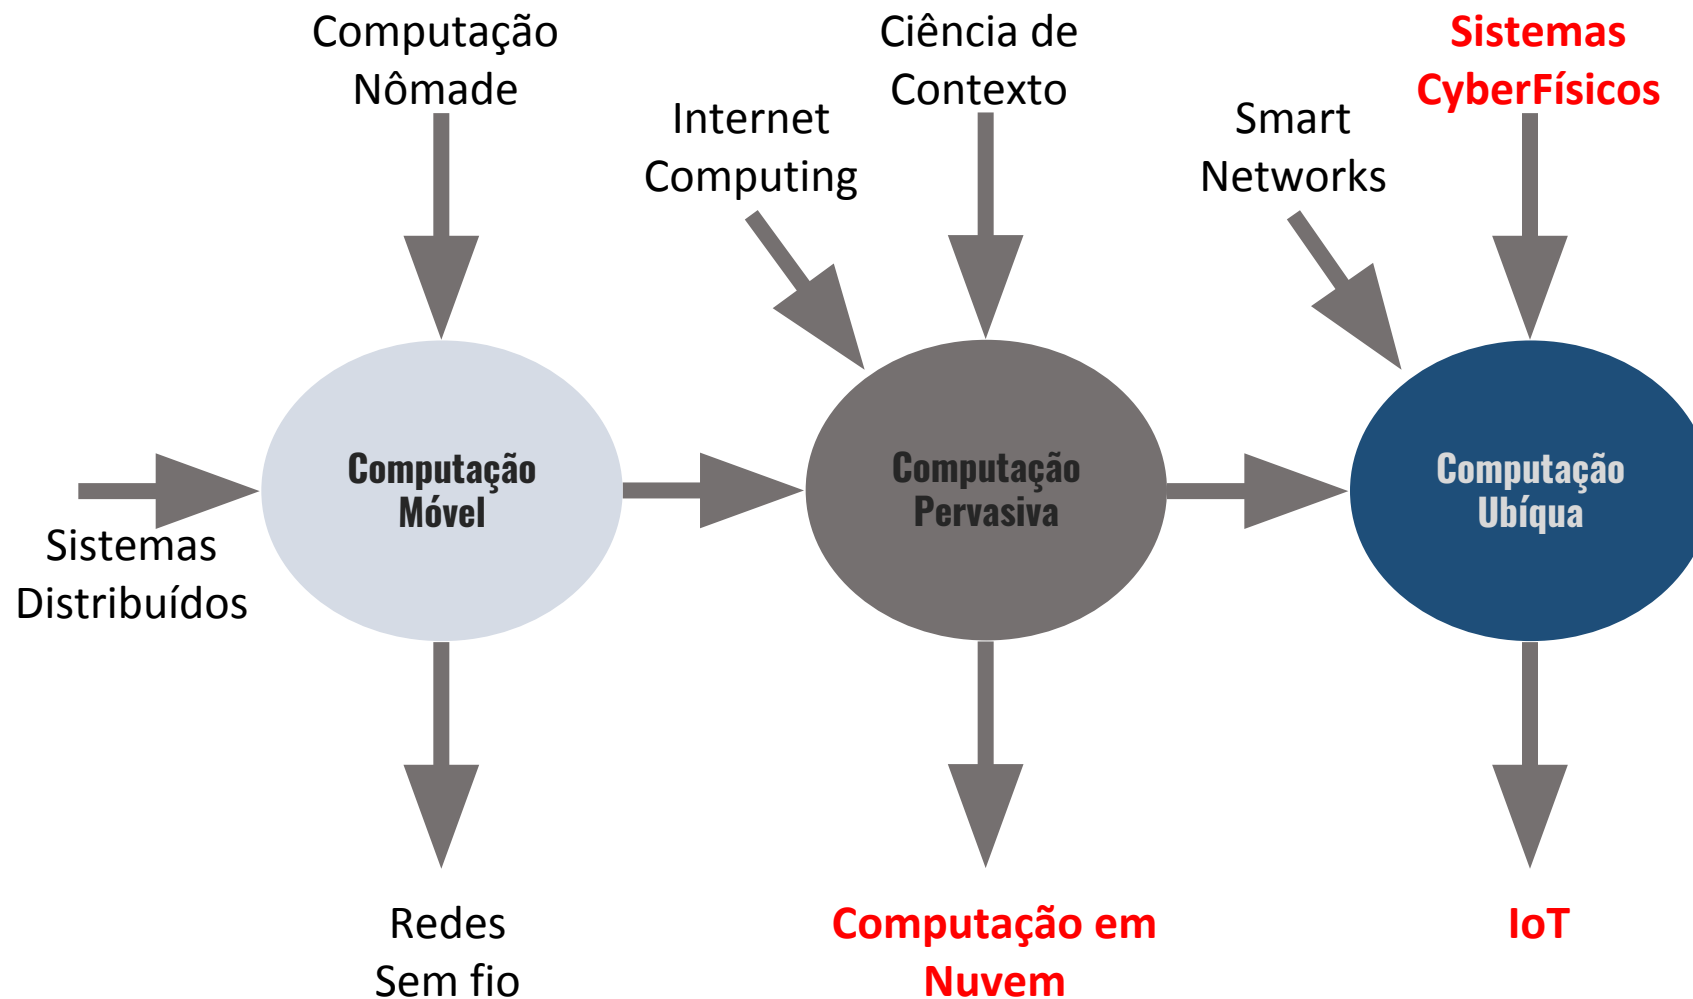 Computação
Nômade
Ciência de
Contexto
Sistemas
CyberFísicos
Internet
Computing
Smart
Networks
Computação
Móvel
Computação
Pervasiva
Computação
Ubíqua
Sistemas
Distribuídos
Redes
Sem fio
Computação em
Nuvem
IoT